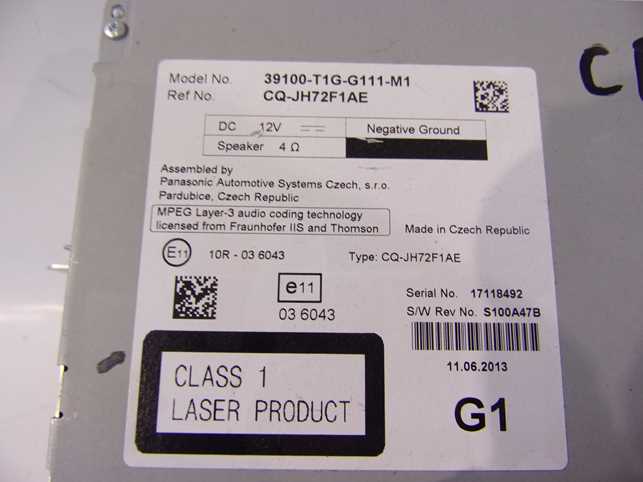 Model No. 39100-T1G-G111-M1
Ref No. CQ-JH72F1AE
DC 12V Negative Ground
Speaker 4 Ω
Assembled by
Panasonic Automotive Systems Czech, s.r.o.
Pardubice, Czech Republic
MPEG Layer-3 audio coding technology
licensed from Fraunhofer IIS and Thomson
Made in Czech Republic
E11 10R - 03 6043 Type: CQ-JH72F1AE
e11
03 6043
Serial No. 17118492
S/W Rev No. S100A47B
11.06.2013
CLASS 1
LASER PRODUCT
G1